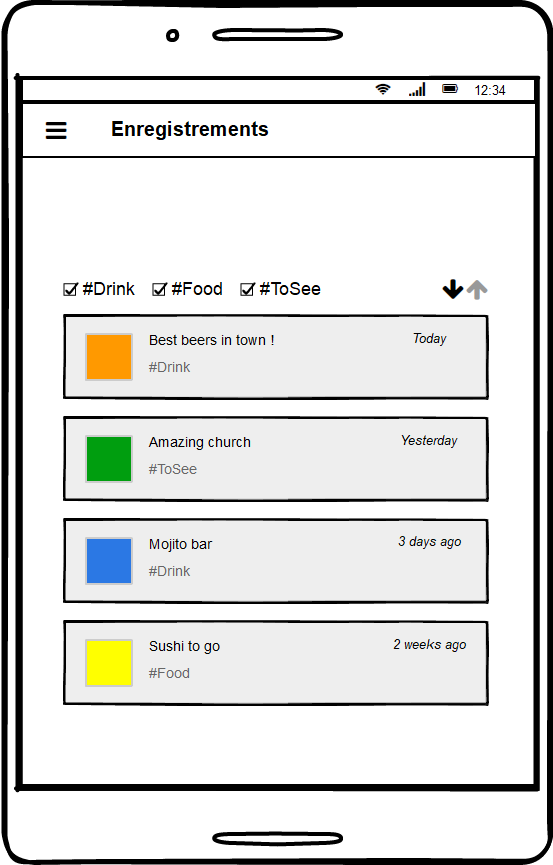 12:34
Enregistrements
#Drink #Food #ToSee
Best beers in town ! Today
#Drink
Amazing church Yesterday
#ToSee
Mojito bar 3 days ago
#Drink
Sushi to go 2 weeks ago
#Food